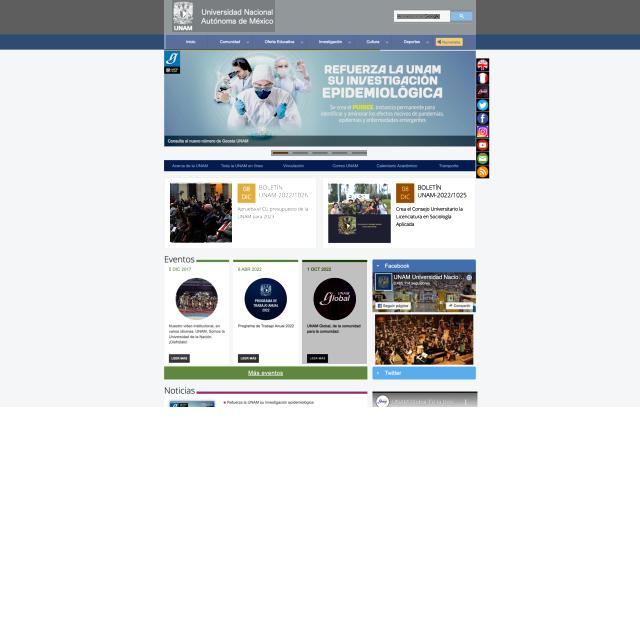 Universidad Nacional
Autónoma de México
UNAM
Inicio
Comunidad
Oferta Educativa
Investigación
Cultura
Deportes
REFUERZA LA UNAM
SU INVESTIGACIÓN
EPIDEMIOLÓGICA
Se crea el PUIREE, instancia permanente para
identificar y aminorar los efectos nocivos de pandemias,
epidemias y enfermedades emergentes
Consulta el nuevo número de Gaceta UNAM
Acerca de la UNAM
Toda la UNAM en línea
Vinculación
Correo UNAM
Calendario Académico
Transporte
08
DIC
BOLETÍN
UNAM-2022/1026
Aprueba el CU, presupuesto de la
UNAM para 2023
08
DIC
BOLETÍN
UNAM-2022/1025
Crea el Consejo Universitario la
Licenciatura en Sociología
Aplicada
Eventos
5 DIC 2017
Nuestro video institucional, en
varios idiomas. UNAM, Somos la
Universidad de la Nación.
¡Disfrútalo!
LEER MÁS
6 ABR 2022
PROGRAMA DE
TRABAJO ANUAL
2022
Programa de Trabajo Anual 2022
LEER MÁS
1 OCT 2022
UNAM
Global
UNAM Global, de la comunidad
para la comunidad.
LEER MÁS
Más eventos
Facebook
UNAM Universidad Nacio...
Seguir página
Compartir
Twitter
Noticias
Refuerza la UNAM su investigación epidemiológica